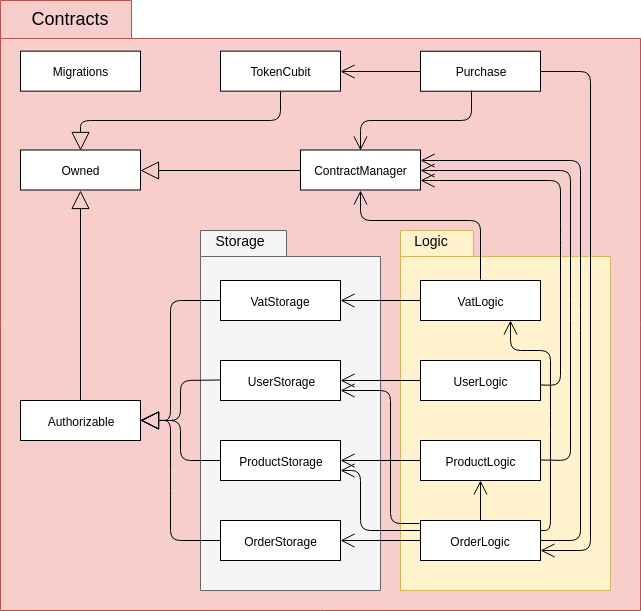 Contracts
Migrations
TokenCubit
Purchase
Owned
ContractManager
Storage
Logic
VatStorage
VatLogic
UserStorage
UserLogic
Authorizable
ProductStorage
ProductLogic
OrderStorage
OrderLogic